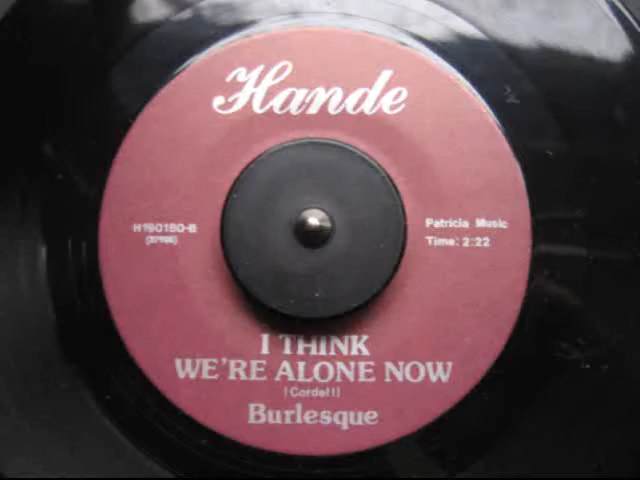 Hande
H190180-B
Patricia Music
Time: 2:22
I THINK
WE'RE ALONE NOW
(Cordell)
Burlesque